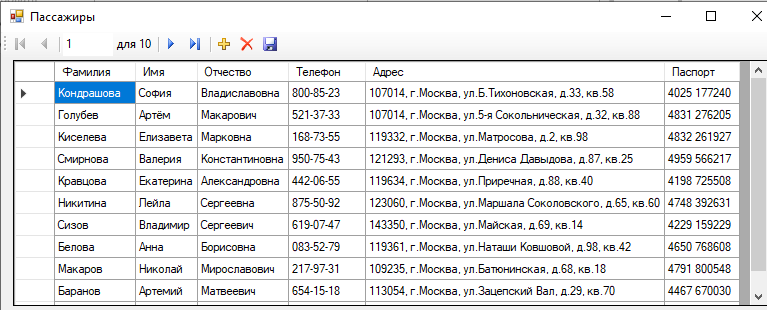 Пассажиры
1 для 10
Фамилия Имя Отчество Телефон Адрес Паспорт
Кондрашова София Владиславовна 800-85-23 107014, г.Москва, ул.Б.Тихоновская, д.33, кв.58 4025 177240
Голубев Артём Макарович 521-37-33 107014, г.Москва, ул.5-я Сокольническая, д.32, кв.88 4831 276205
Киселева Елизавета Марковна 168-73-55 119332, г.Москва, ул.Матросова, д.2, кв.98 4832 261927
Смирнова Валерия Константиновна 950-75-43 121293, г.Москва, ул.Дениса Давыдова, д.87, кв.25 4959 566217
Кравцова Екатерина Александровна 442-06-55 119634, г.Москва, ул.Приречная, д.88, кв.40 4198 725508
Никитина Лейла Сергеевна 875-50-92 123060, г.Москва, ул.Маршала Соколовского, д.65, кв.60 4748 392631
Сизов Владимир Сергеевич 619-07-47 143350, г.Москва, ул.Майская, д.69, кв.14 4229 159229
Белова Анна Борисовна 083-52-79 119361, г.Москва, ул.Наташи Ковшовой, д.98, кв.42 4650 768608
Макаров Николай Мирославович 217-97-31 109235, г.Москва, ул.Батюнинская, д.68, кв.18 4791 800548
Баранов Артемий Матвеевич 654-15-18 113054, г.Москва, ул.Зацепский Вал, д.29, кв.70 4467 670030